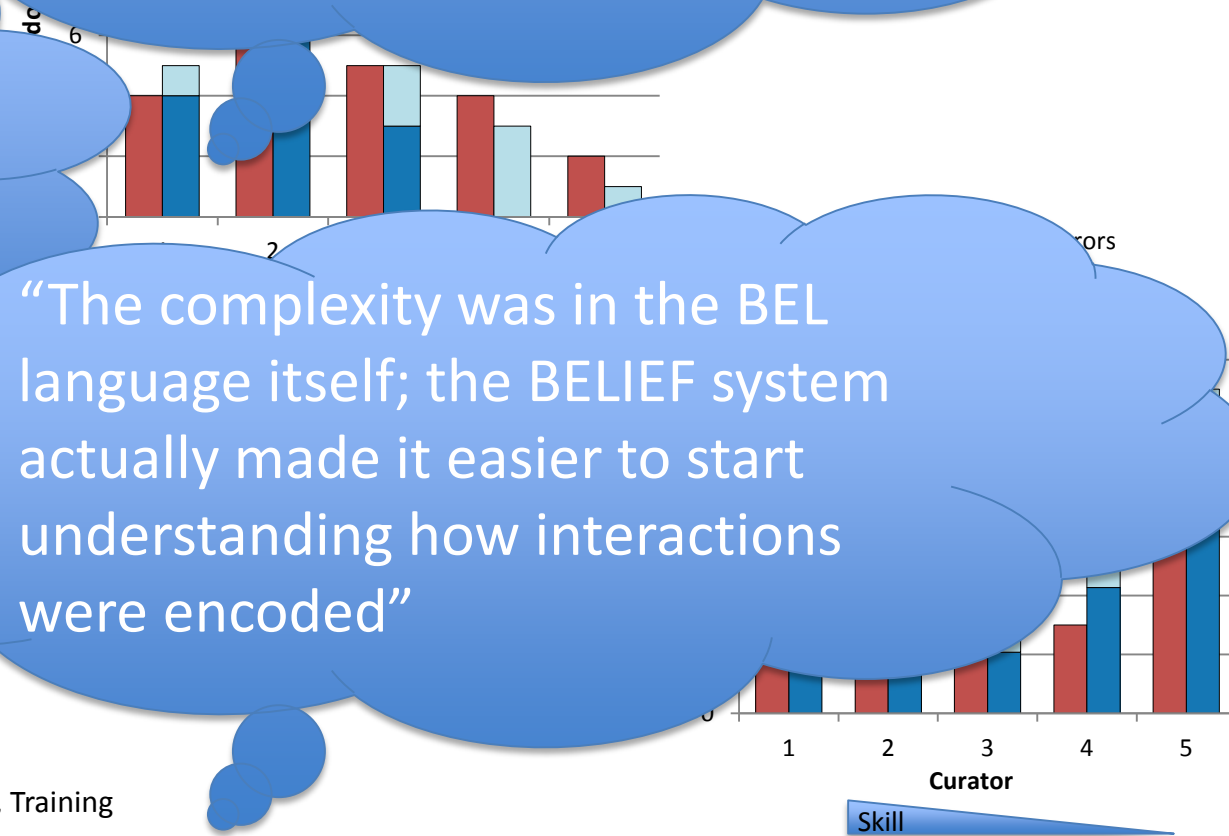 6
2
“The complexity was in the BEL
language itself; the BELIEF system
actually made it easier to start
understanding how interactions
were encoded”
0
1 2 3 4 5
Curator
Training
Skill